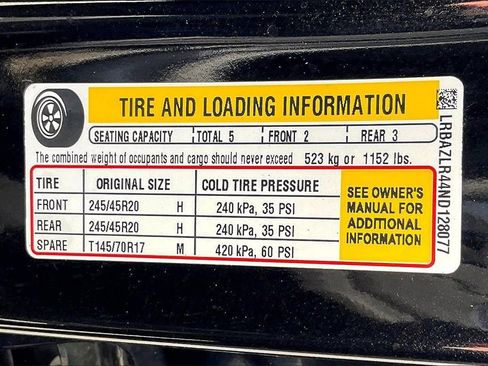 TIRE AND LOADING INFORMATION
SEATING CAPACITY TOTAL 5 FRONT 2 REAR 3
The combined weight of occupants and cargo should never exceed 523 kg or 1152 lbs.
TIRE ORIGINAL SIZE COLD TIRE PRESSURE
FRONT 245/45R20 H 240 kPa, 35 PSI
REAR 245/45R20 H 240 kPa, 35 PSI
SPARE T145/70R17 M 420 kPa, 60 PSI
SEE OWNER'S
MANUAL FOR
ADDITIONAL
INFORMATION
LRBAZLR44ND128077